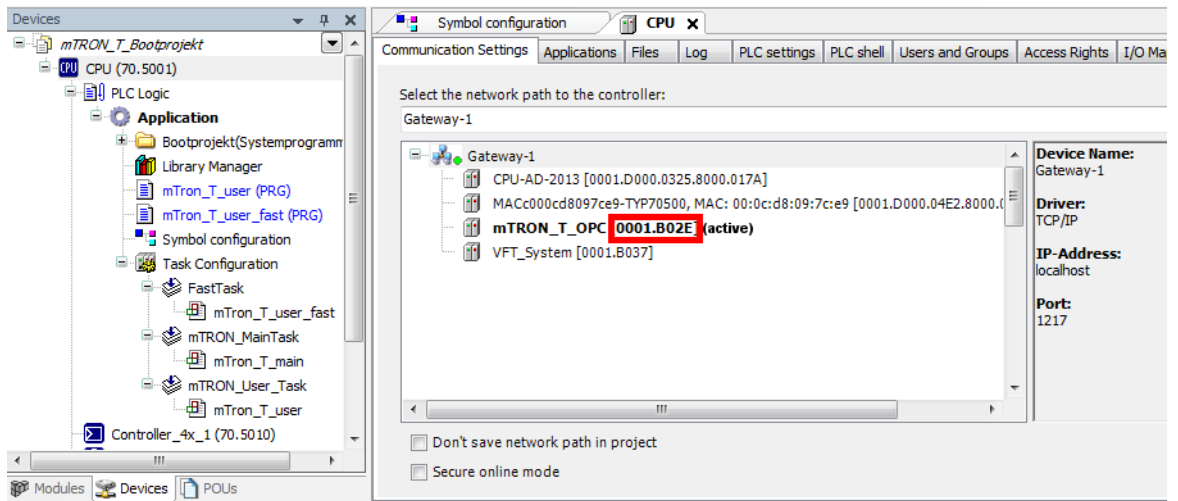 Devices
mTRON_T_Bootprojekt
CPU (70.5001)
PLC Logic
Application
Bootprojekt(Systemprogramm
Library Manager
mTron_T_user (PRG)
mTron_T_user_fast (PRG)
Symbol configuration
Task Configuration
FastTask
mTron_T_user_fast
mTRON_MainTask
mTron_T_main
mTRON_User_Task
mTron_T_user
Controller_4x_1 (70.5010)
Modules Devices POUs
Symbol configuration CPU
Communication Settings Applications Files Log PLC settings PLC shell Users and Groups Access Rights I/O Ma
Select the network path to the controller:
Gateway-1
Gateway-1
CPU-AD-2013 [0001.D000.0325.8000.017A]
MACc000cd8097ce9-TYP70500, MAC: 00:0c:d8:09:7c:e9 [0001.D000.04E2.8000.(
mTRON_T_OPC [0001.B02E] (active)
VFT_System [0001.B037]
Device Name:
Gateway-1
Driver:
TCP/IP
IP-Address:
localhost
Port:
1217
Don't save network path in project
Secure online mode